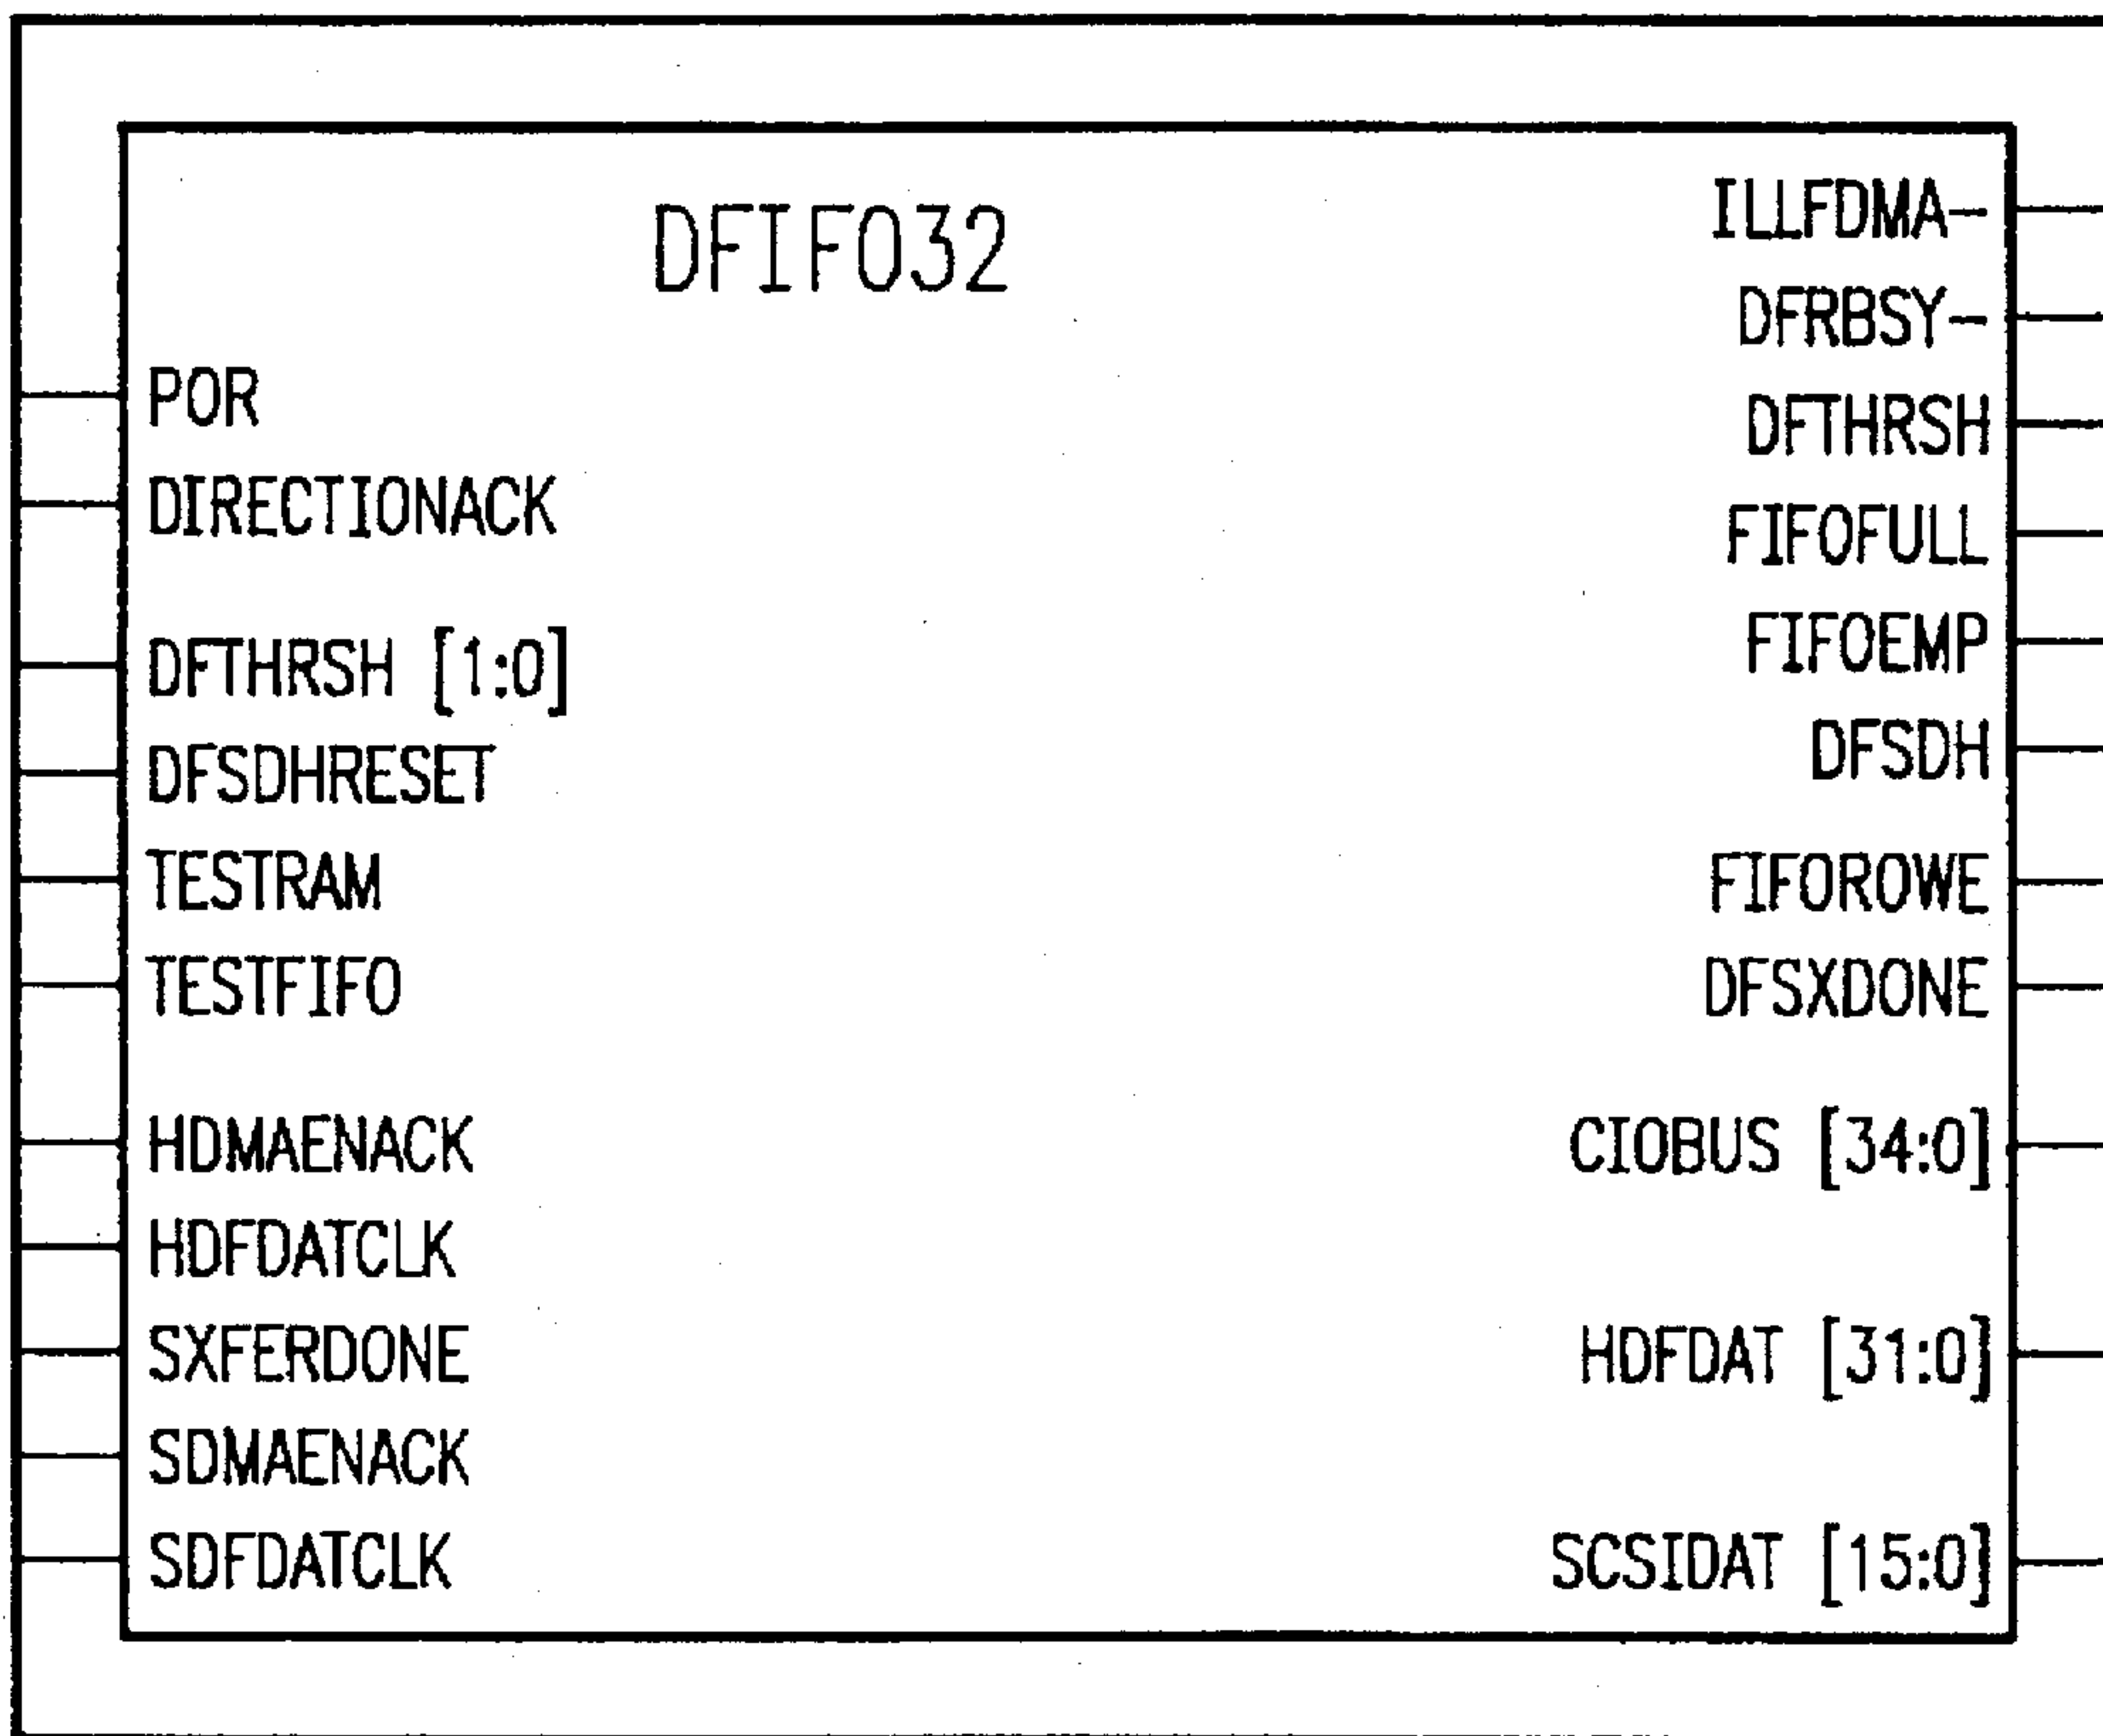 DFIFO32
POR
DIRECTIONACK
DFTHRSH [1:0]
DFSDHRESET
TESTRAM
TESTFIFO
HDMAENACK
HDFDATCLK
SXFERDONE
SDMAENACK
SDFDATCLK
ILLFDMA-
DFRBSY-
DFTHRSH
FIFOFULL
FIFOEMP
DFSDH
FIFOROWE
DFSXDONE
CIOBUS [34:0]
HDFDAT [31:0]
SCSIDAT [15:0]